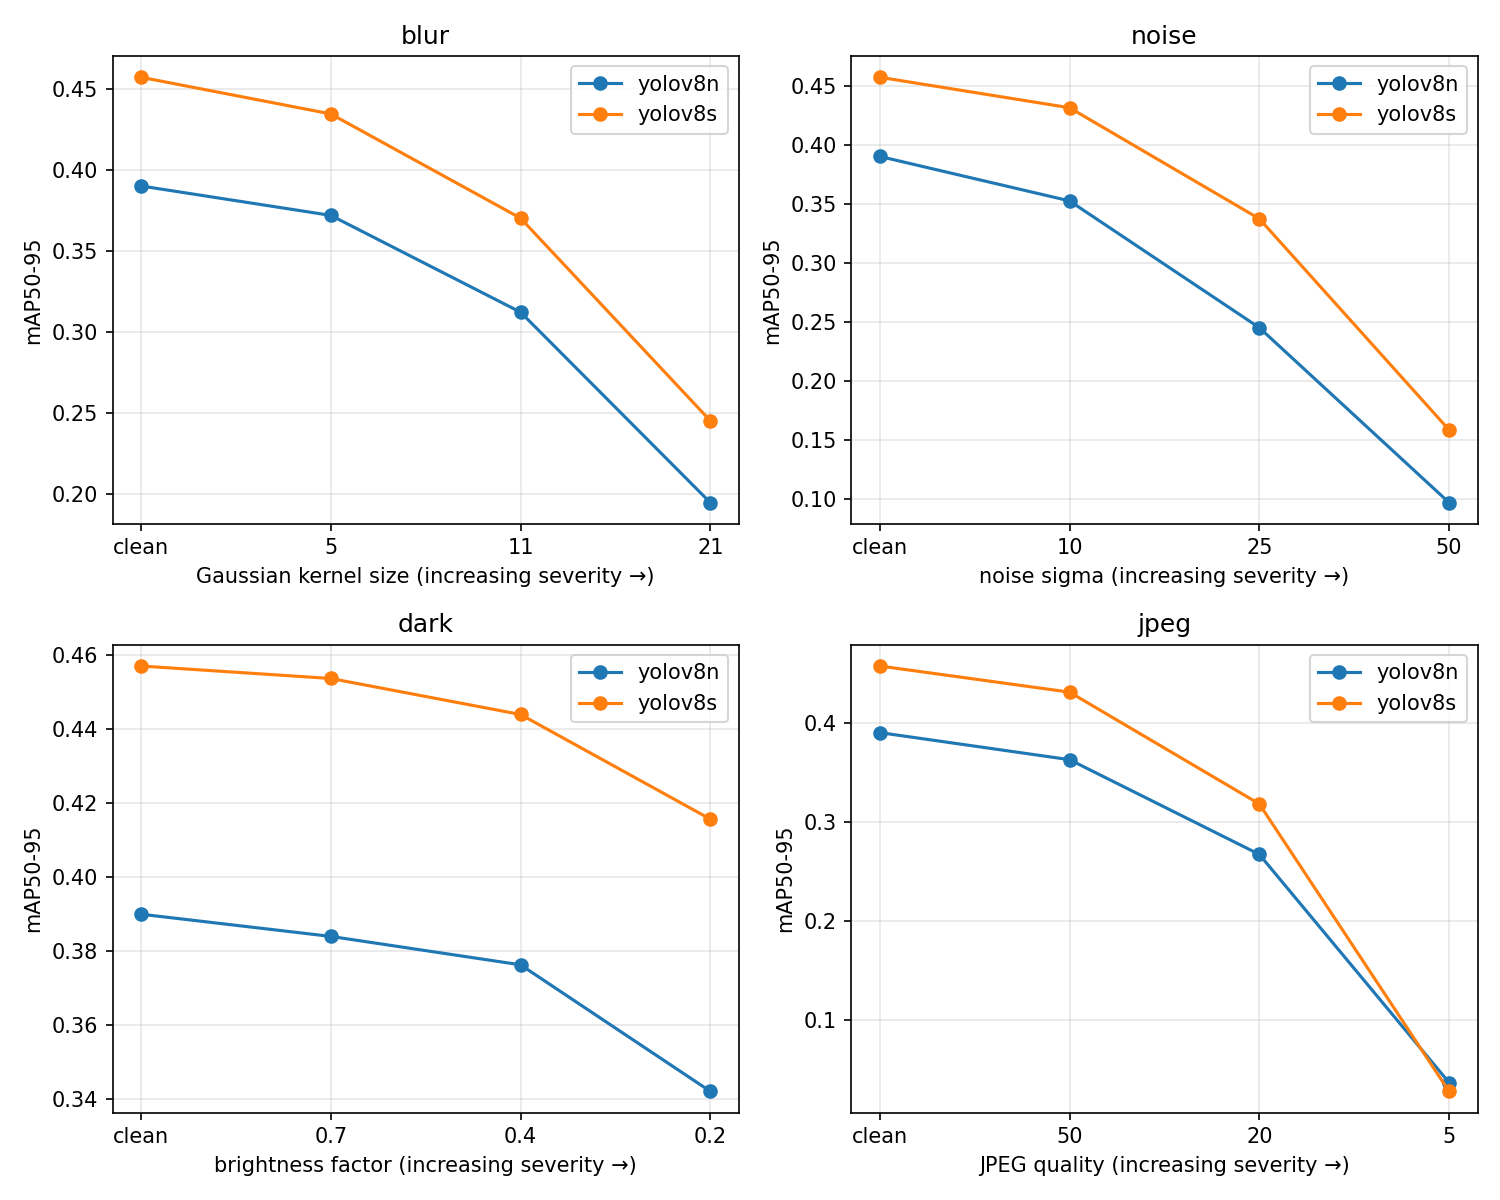 blur
mAP50-95
0.45
0.40
0.35
0.30
0.25
0.20
yolov8n
yolov8s
clean 5 11 21
Gaussian kernel size (increasing severity →)
noise
mAP50-95
0.45
0.40
0.35
0.30
0.25
0.20
0.15
0.10
yolov8n
yolov8s
clean 10 25 50
noise sigma (increasing severity →)
dark
mAP50-95
0.46
0.44
0.42
0.40
0.38
0.36
0.34
yolov8n
yolov8s
clean 0.7 0.4 0.2
brightness factor (increasing severity →)
jpeg
mAP50-95
0.4
0.3
0.2
0.1
yolov8n
yolov8s
clean 50 20 5
JPEG quality (increasing severity →)